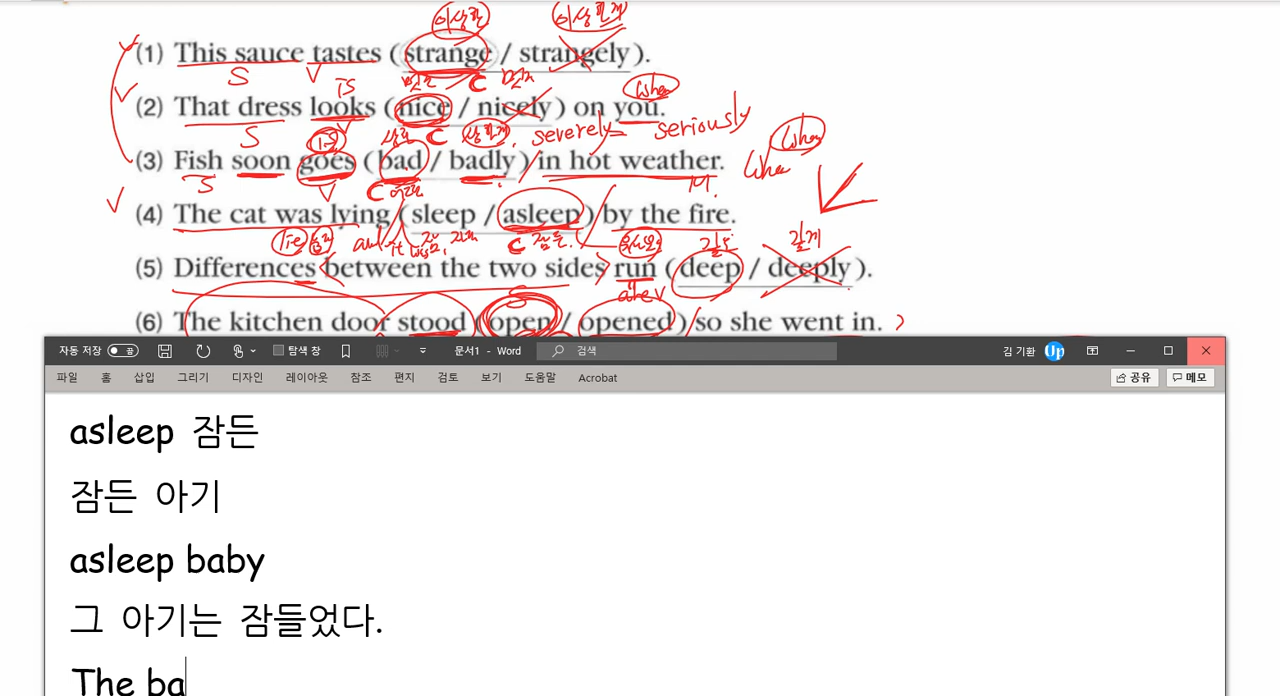 이상한 이상하게
(1) This sauce tastes (strange / strangely).
S V C
(2) That dress looks (nice / nicely) on you.
S V C severely seriously
(3) Fish soon goes (bad / badly) in hot weather.
S V C M.
(4) The cat was lying (sleep / asleep) by the fire.
C 잠든. 깊게
(5) Differences between the two sides run (deep / deeply).
(6) The kitchen door stood (open / opened) so she went in.
자동 저장 끔 탐색 창 문서1 - Word 검색 김 기환 Up
파일 홈 삽입 그리기 디자인 레이아웃 참조 편지 검토 보기 도움말 Acrobat 공유 메모
asleep 잠든
잠든 아기
asleep baby
그 아기는 잠들었다.
The ba